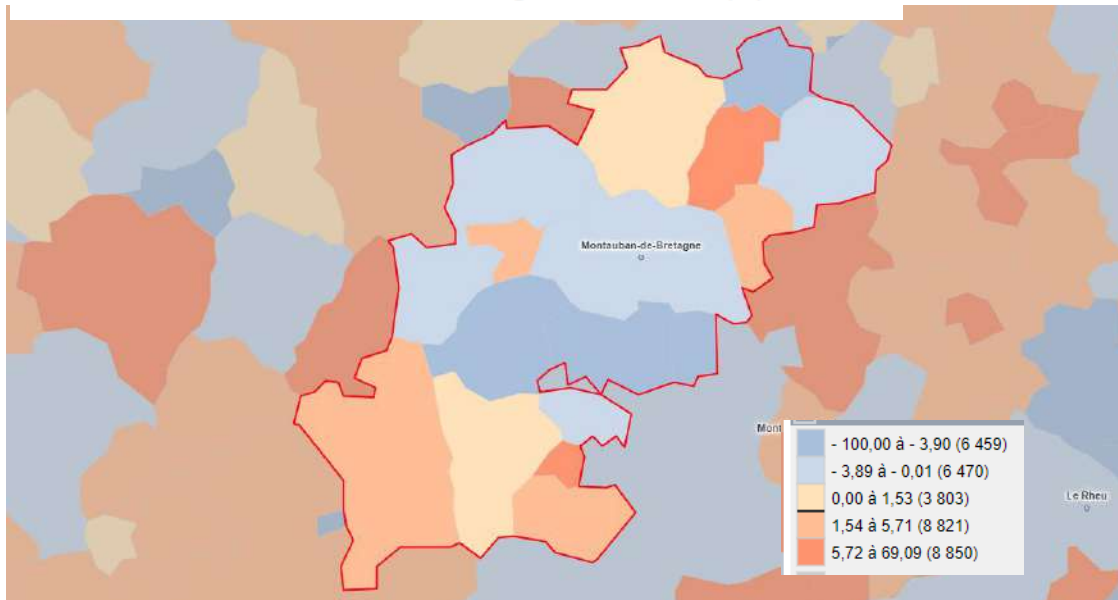 Montauban-de-Bretagne
Mont
- 100,00 à - 3,90 (6 459)
- 3,89 à - 0,01 (6 470)
0,00 à 1,53 (3 803)
1,54 à 5,71 (8 821)
5,72 à 69,09 (8 850)
Le Rheu